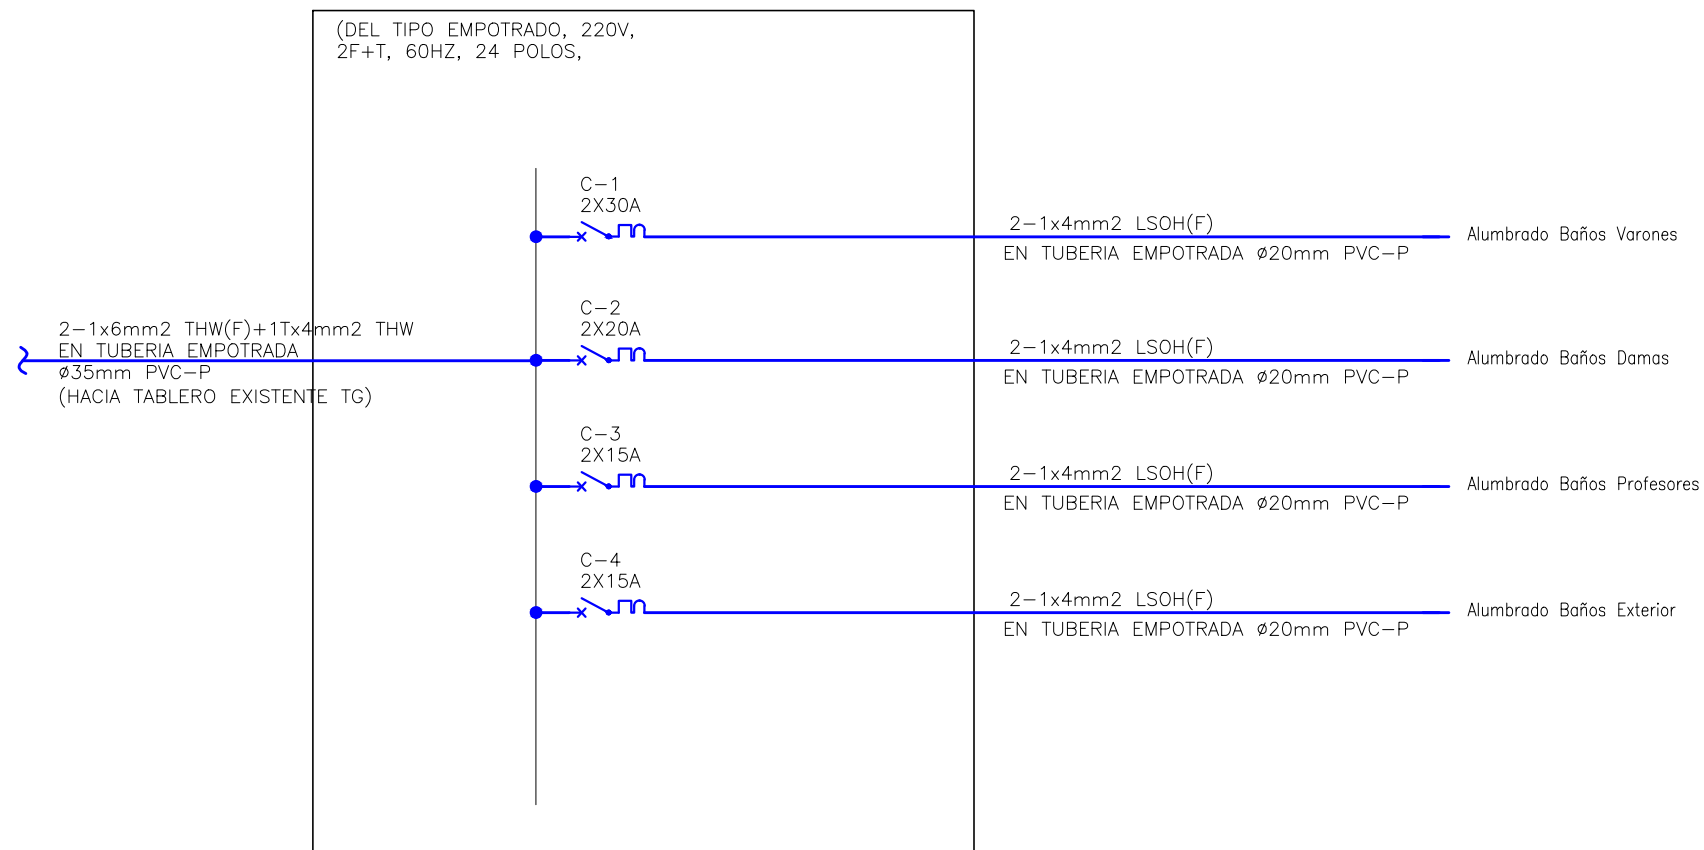 (DEL TIPO EMPOTRADO, 220V,
2F+T, 60HZ, 24 POLOS,
C-1
2X30A
2-1x4mm2 LSOH(F)
EN TUBERIA EMPOTRADA ø20mm PVC-P
Alumbrado Baños Varones
2-1x6mm2 THW(F)+1Tx4mm2 THW
EN TUBERIA EMPOTRADA
ø35mm PVC-P
(HACIA TABLERO EXISTENTE TG)
C-2
2X20A
2-1x4mm2 LSOH(F)
EN TUBERIA EMPOTRADA ø20mm PVC-P
Alumbrado Baños Damas
C-3
2X15A
2-1x4mm2 LSOH(F)
EN TUBERIA EMPOTRADA ø20mm PVC-P
Alumbrado Baños Profesores
C-4
2X15A
2-1x4mm2 LSOH(F)
EN TUBERIA EMPOTRADA ø20mm PVC-P
Alumbrado Baños Exterior